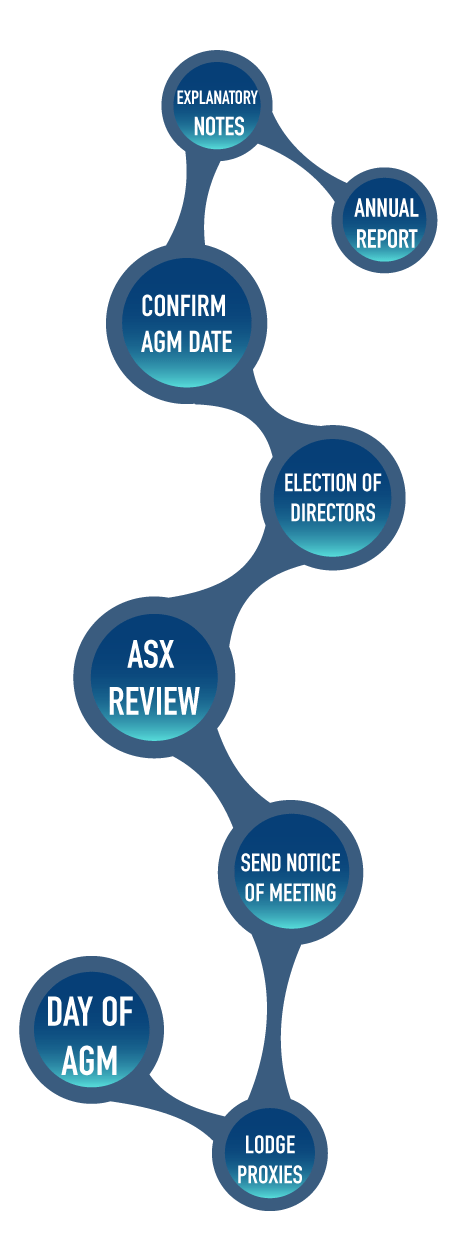 EXPLANATORY
NOTES
ANNUAL
REPORT
CONFIRM
AGM DATE
ELECTION OF
DIRECTORS
ASX
REVIEW
SEND NOTICE
OF MEETING
DAY OF
AGM
LODGE
PROXIES